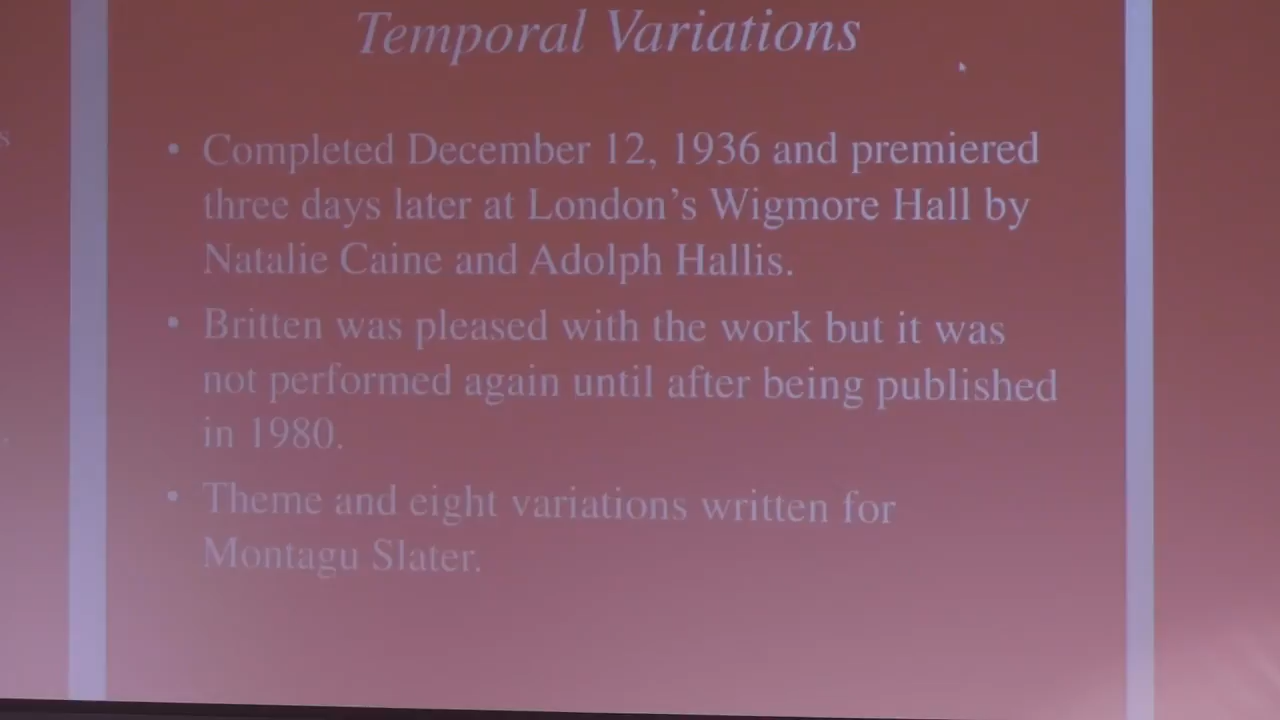 Temporal Variations
• Completed December 12, 1936 and premiered
three days later at London's Wigmore Hall by
Natalie Caine and Adolph Hallis.
• Britten was pleased with the work but it was
not performed again until after being published
in 1980.
• Theme and eight variations written for
Montagu Slater.